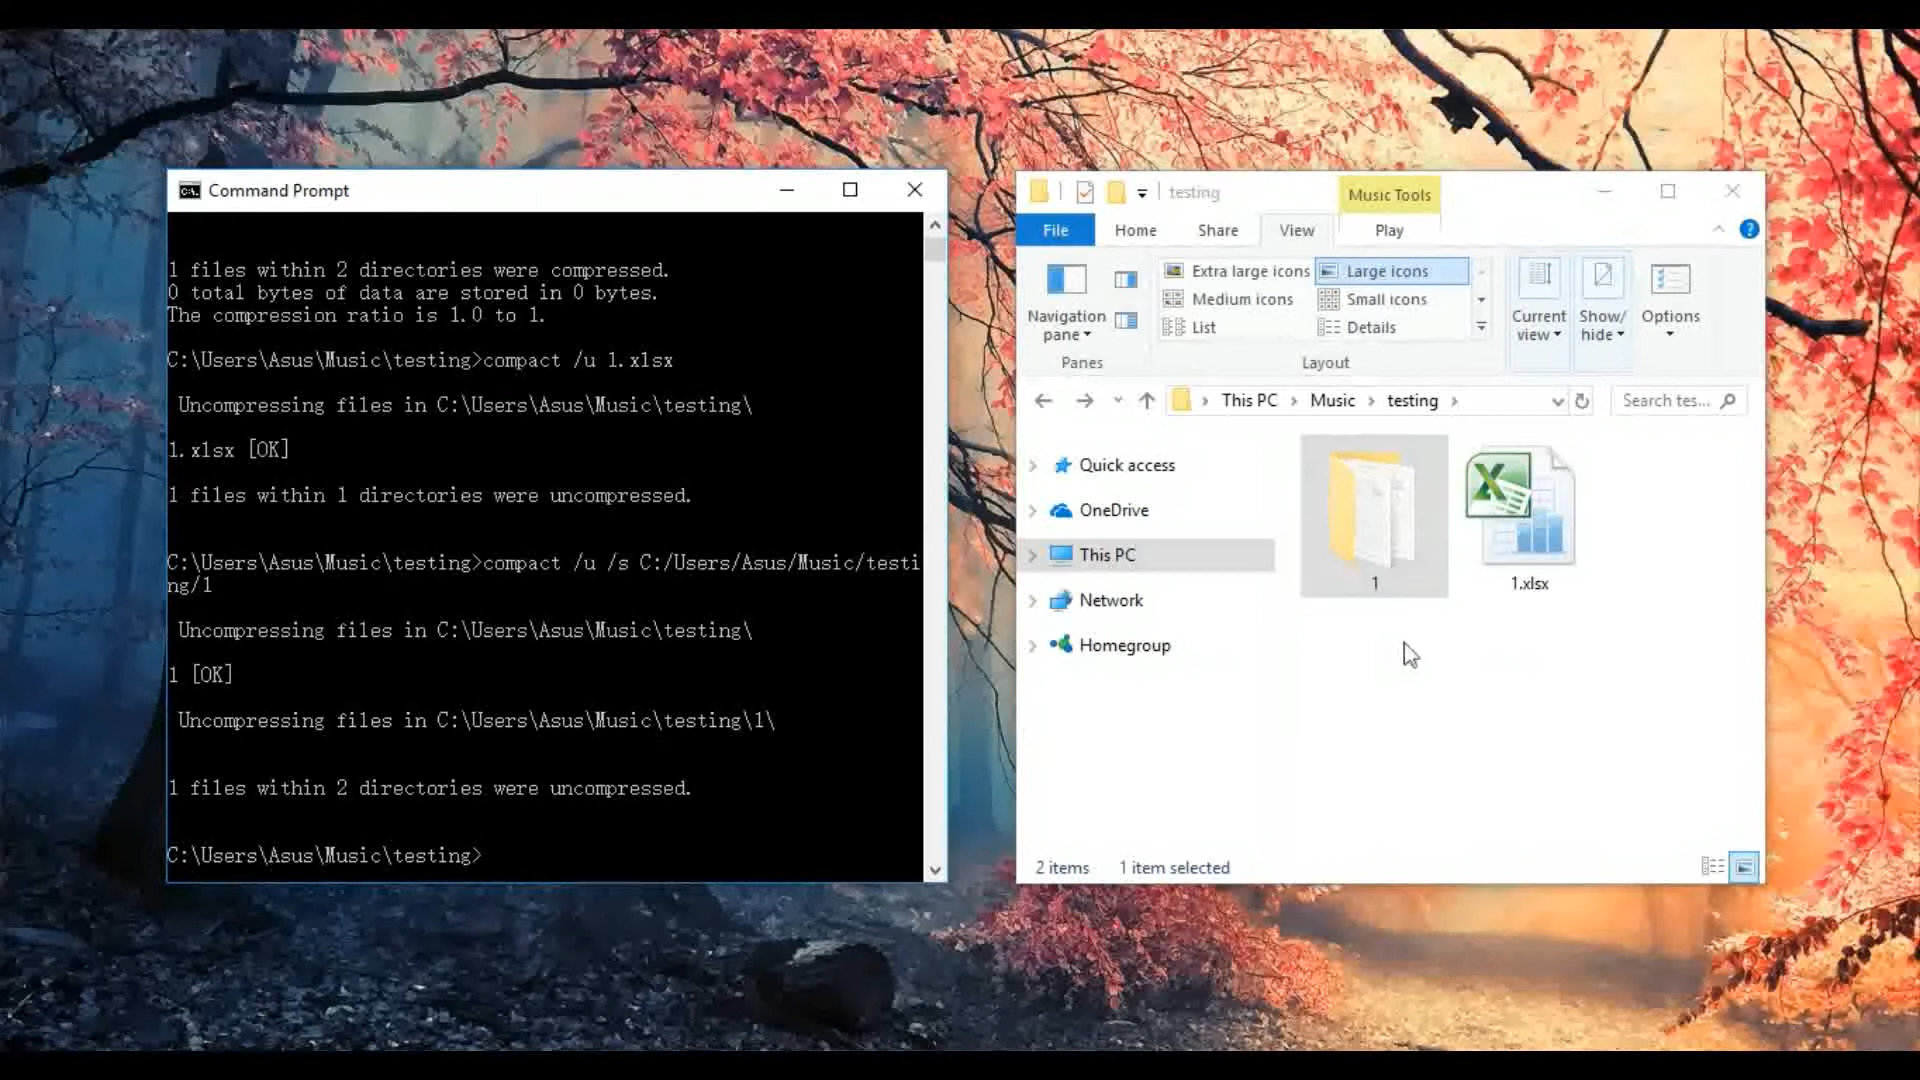 Command Prompt
1 files within 2 directories were compressed.
0 total bytes of data are stored in 0 bytes.
The compression ratio is 1.0 to 1.
C:\Users\Asus\Music\testing>compact /u 1.xlsx
Uncompressing files in C:\Users\Asus\Music\testing\
1.xlsx [OK]
1 files within 1 directories were uncompressed.
C:\Users\Asus\Music\testing>compact /u /s C:/Users/Asus/Music/testi
ng/1
Uncompressing files in C:\Users\Asus\Music\testing\
1 [OK]
Uncompressing files in C:\Users\Asus\Music\testing\1\
1 files within 2 directories were uncompressed.
C:\Users\Asus\Music\testing>
testing
Music Tools
File Home Share View Play
Extra large icons Large icons
Medium icons Small icons
List Details
Navigation
pane
Current
view
Show/
hide
Options
Panes Layout
This PC Music testing
Search tes...
Quick access
OneDrive
This PC
Network
Homegroup
1
1.xlsx
2 items 1 item selected